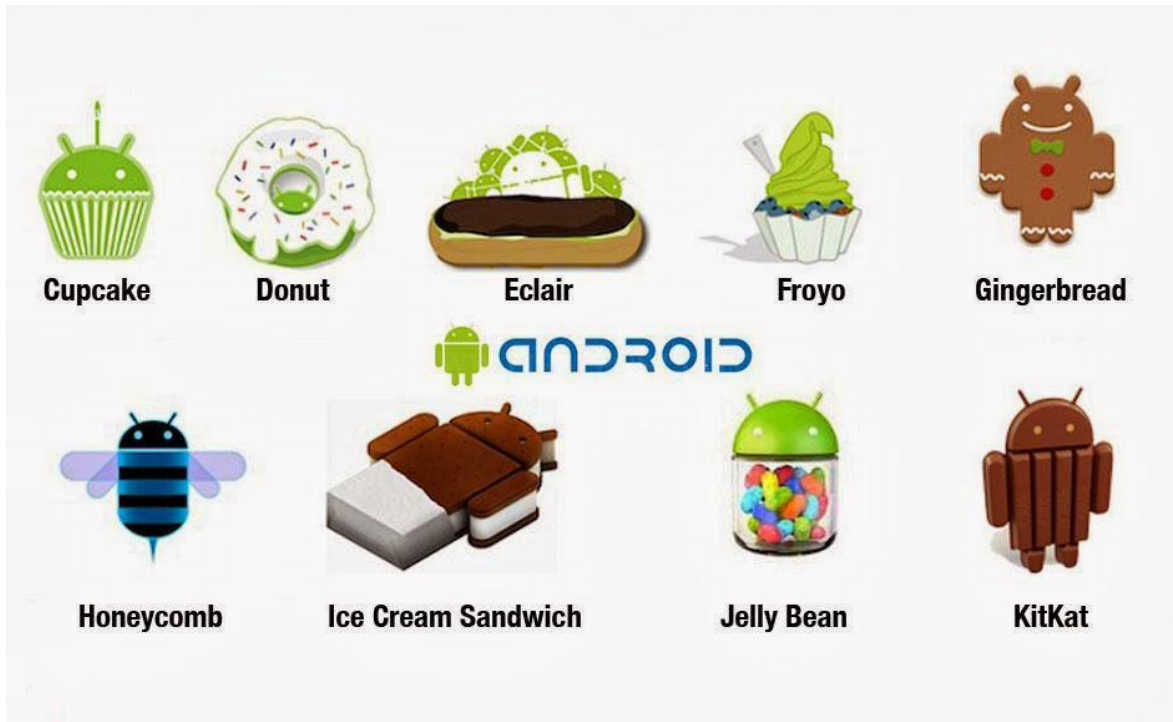 Cupcake
Donut
Eclair
Froyo
Gingerbread
ANDROID
Honeycomb
Ice Cream Sandwich
Jelly Bean
KitKat